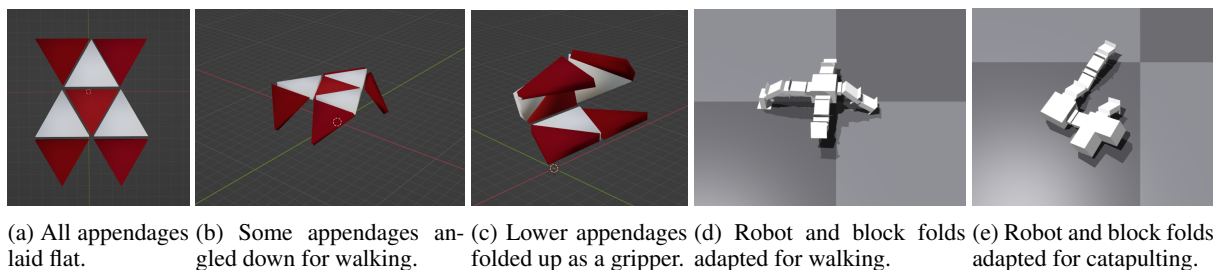 (a) All appendages laid flat.
(b) Some appendages an-
gled down for walking.
(c) Lower appendages
folded up as a gripper.
(d) Robot and block folds
adapted for walking.
(e) Robot and block folds
adapted for catapulting.